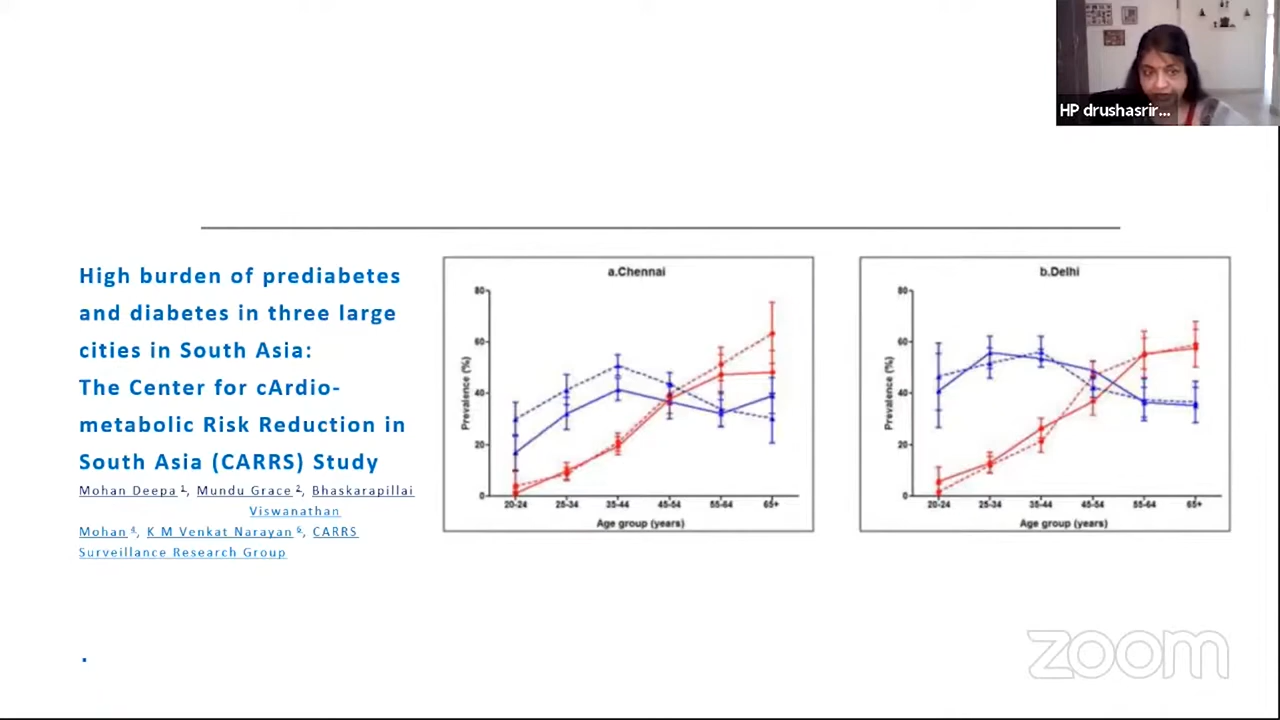 HP drushasrir...
High burden of prediabetes
and diabetes in three large
cities in South Asia:
The Center for cArdio-
metabolic Risk Reduction in
South Asia (CARRS) Study
Mohan Deepa 1, Mundu Grace 2, Bhaskarapillai
Viswanathan
Mohan 4, K M Venkat Narayan 6, CARRS
Surveillance Research Group
.
a.Chennai
80
60
40
20
0
Prevalence (%)
20-24 25-34 35-44 45-54 55-64 65+
Age group (years)
b.Delhi
80
60
40
20
0
Prevalence (%)
20-24 25-34 35-44 45-54 55-64 65+
Age group (years)
zoom